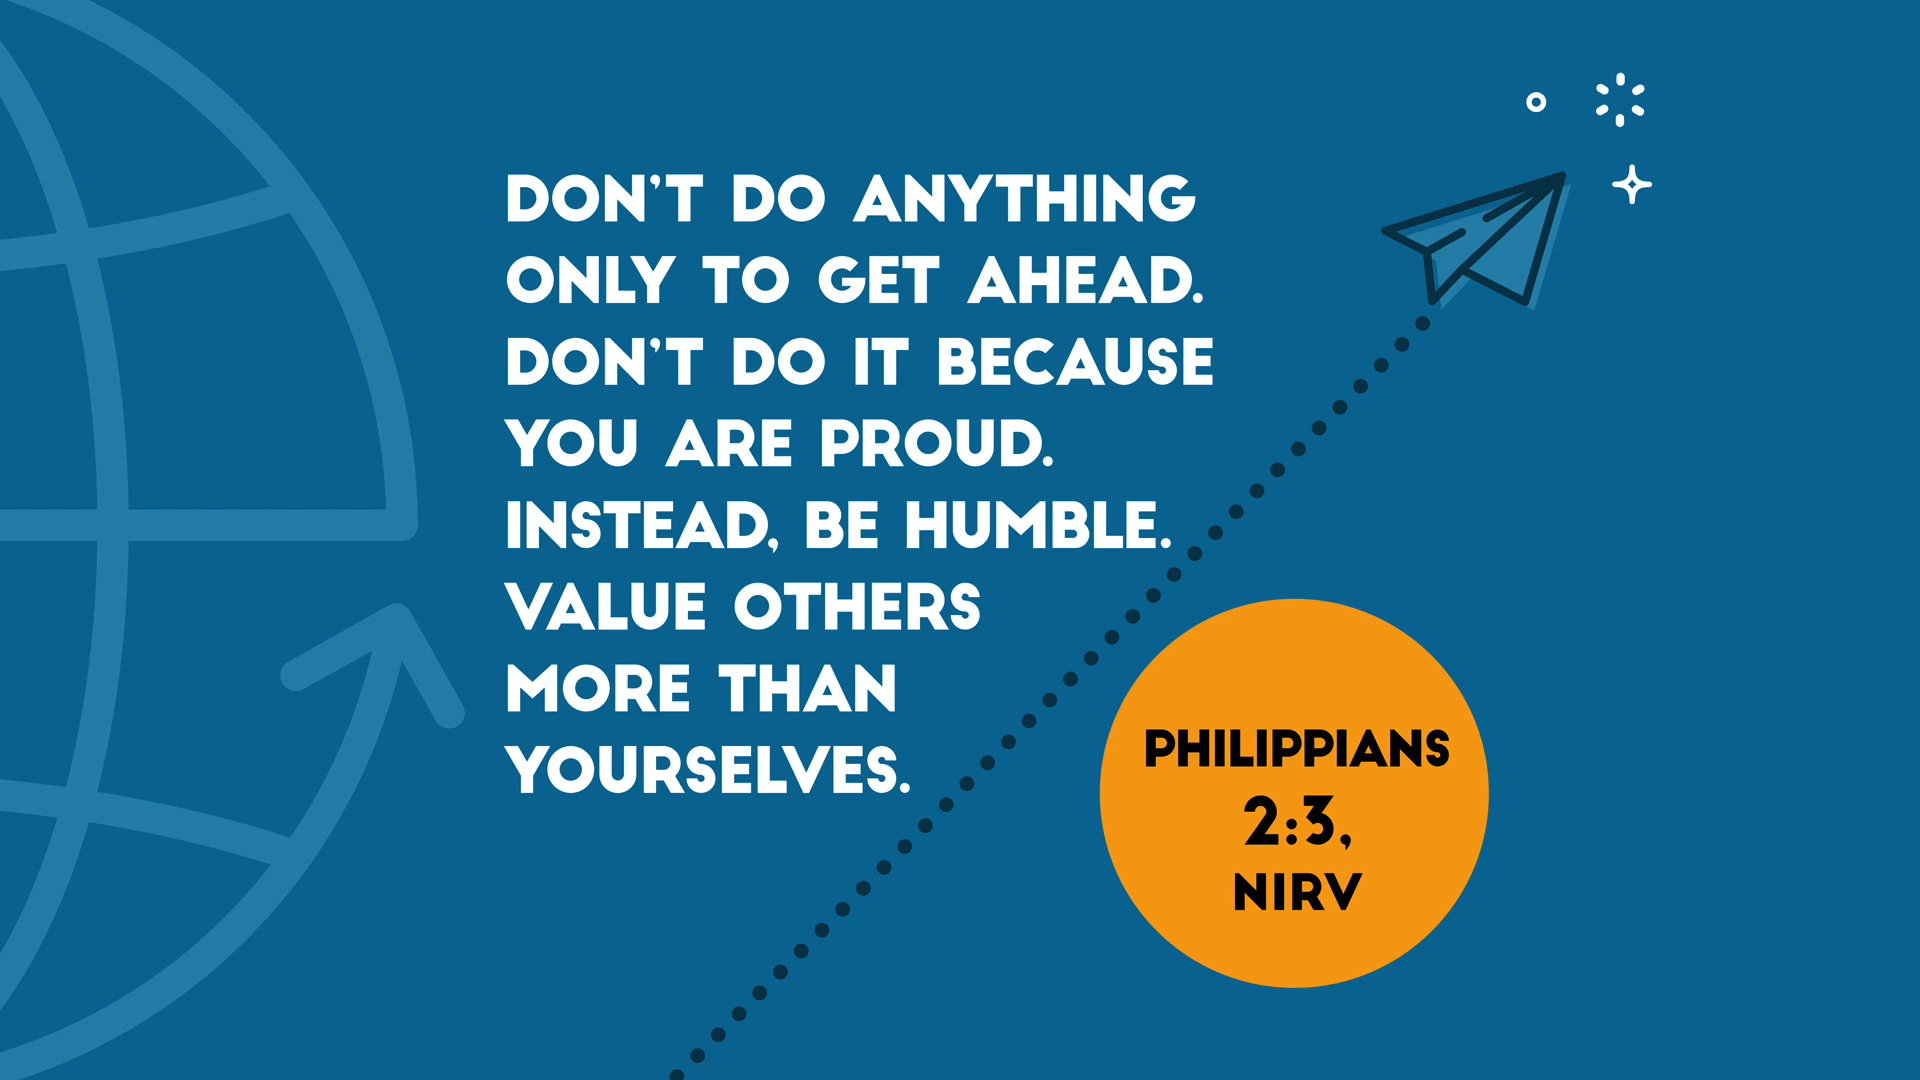 DON'T DO ANYTHING
ONLY TO GET AHEAD.
DON'T DO IT BECAUSE
YOU ARE PROUD.
INSTEAD, BE HUMBLE.
VALUE OTHERS
MORE THAN
YOURSELVES.
PHILIPPIANS
2:3,
NIRV